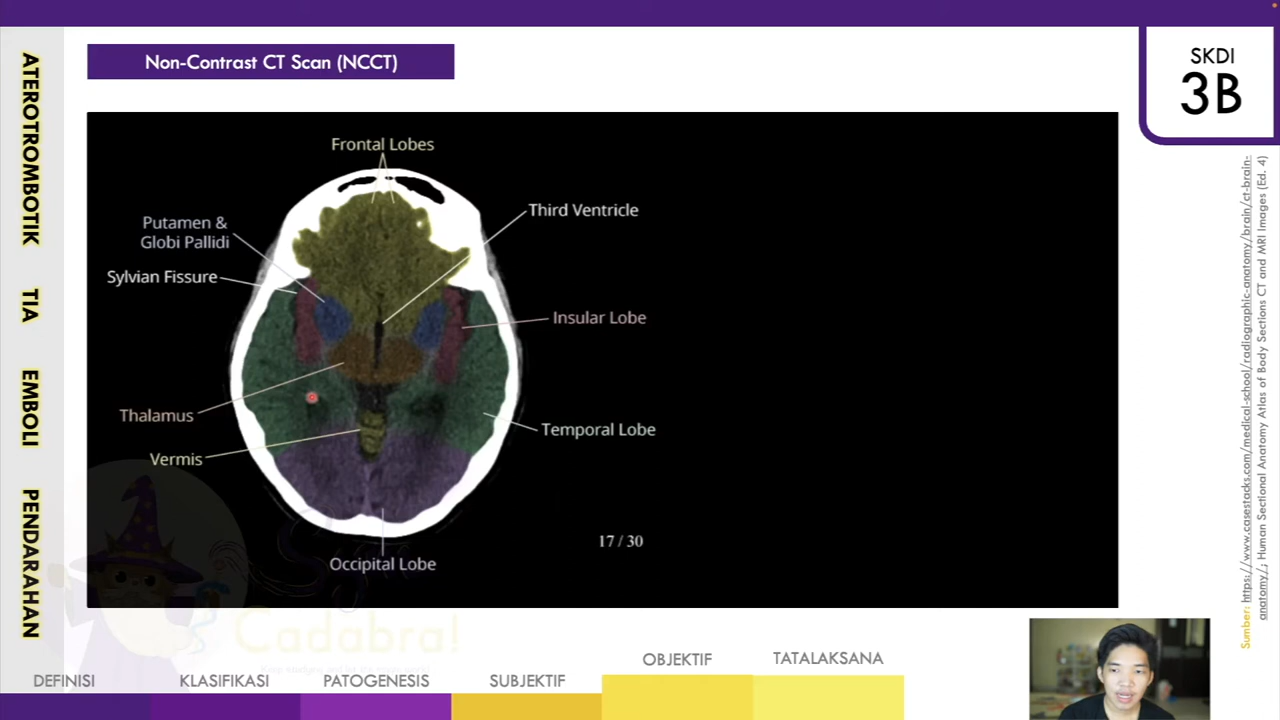 Non-Contrast CT Scan (NCCT)
SKDI
3B
ATEROTROMBOTIK
TIA
EMBOLI
PENDARAHAN
Frontal Lobes
Putamen &
Globi Pallidi
Sylvian Fissure
Third Ventricle
Insular Lobe
Thalamus
Temporal Lobe
Vermis
17 / 30
Occipital Lobe
Cadabra!
Sumber: https://www.casestacks.com/medical-school/radiographic-anatomy/brain/ct-brain-
anatomy/; Human Sectional Anatomy Atlas of Body Sections CT and MRI Images (Ed. 4)
DEFINISI
KLASIFIKASI
PATOGENESIS
SUBJEKTIF
OBJEKTIF
TATALAKSANA